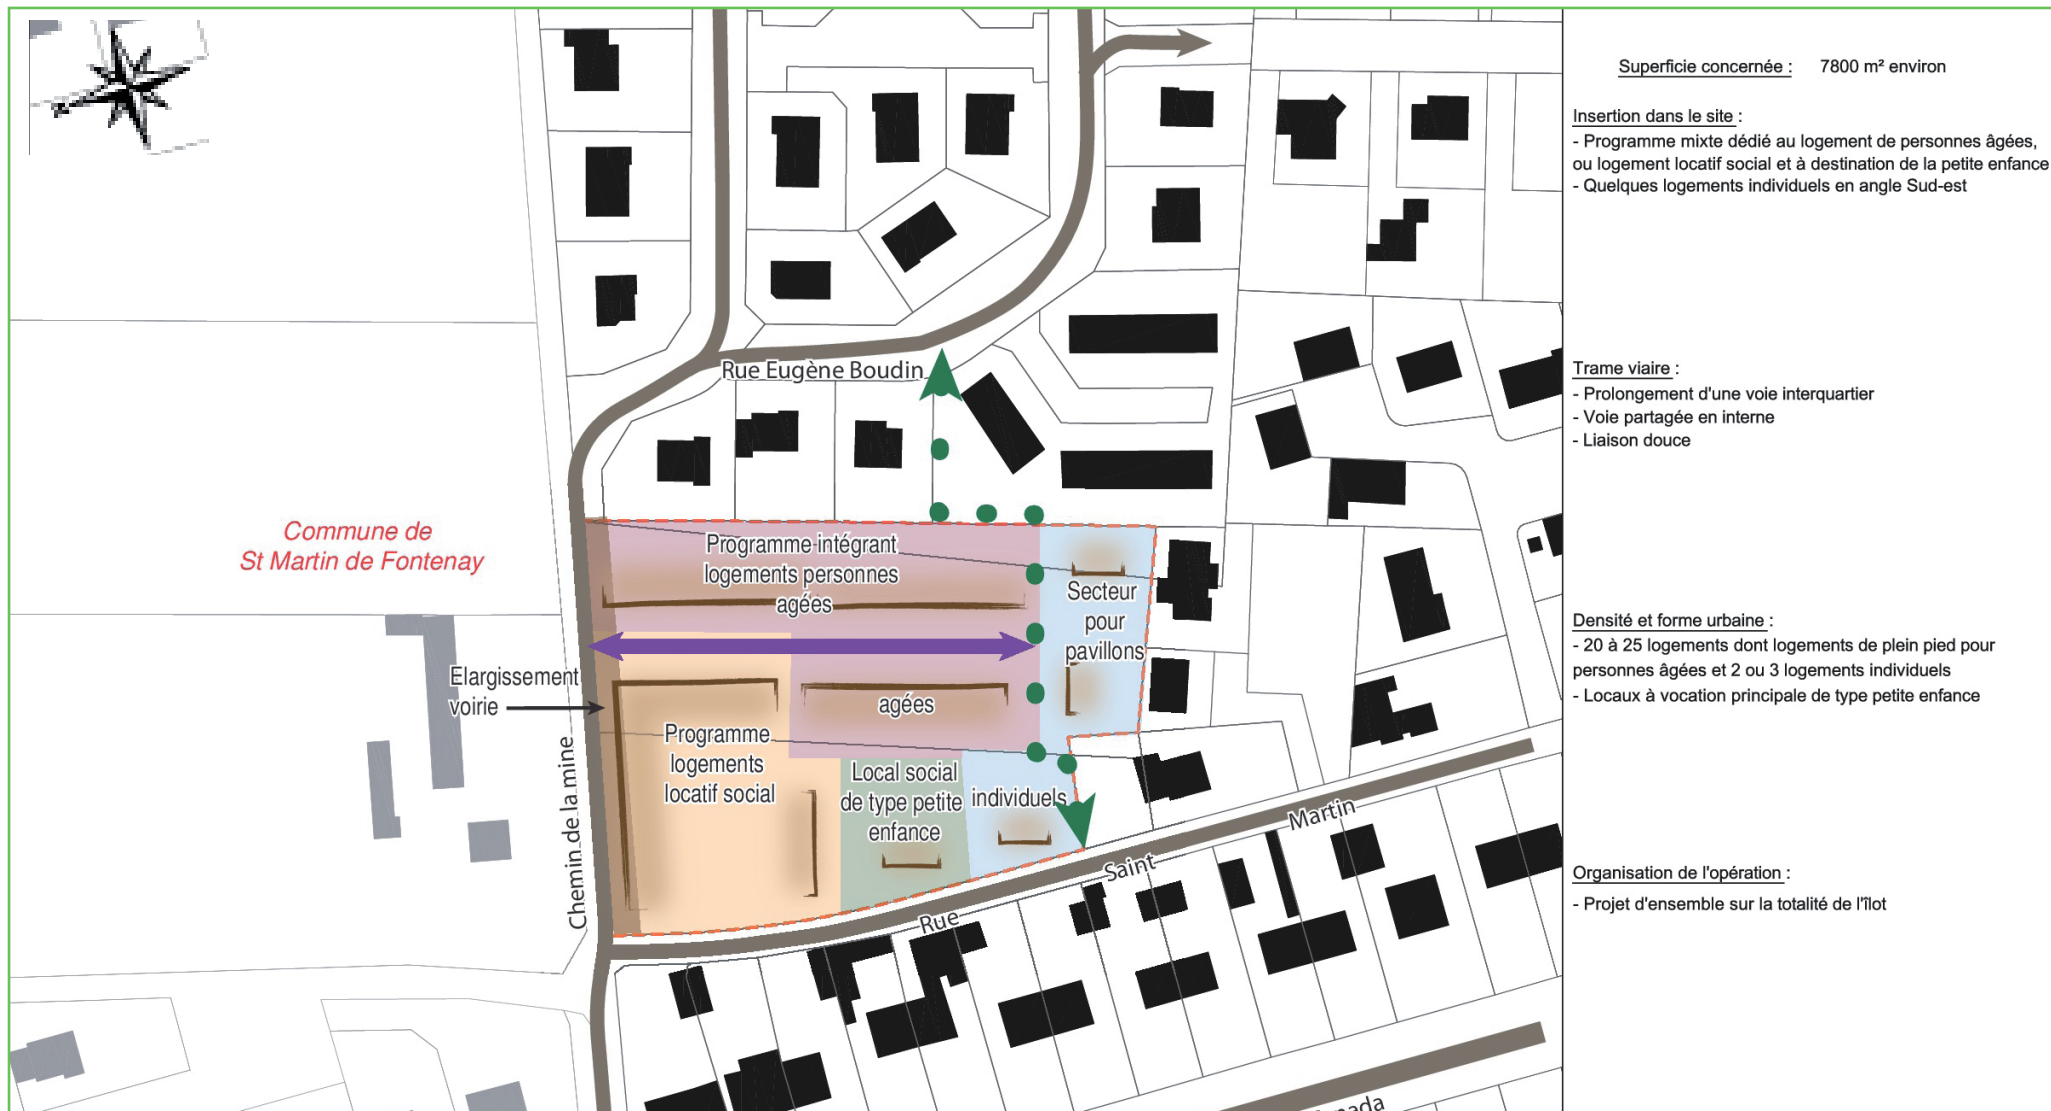 Superficie concernée : 7800 m² environ
Insertion dans le site :
- Programme mixte dédié au logement de personnes âgées,
ou logement locatif social et à destination de la petite enfance
- Quelques logements individuels en angle Sud-est
Trame viaire :
- Prolongement d'une voie interquartier
- Voie partagée en interne
- Liaison douce
Densité et forme urbaine :
- 20 à 25 logements dont logements de plein pied pour
personnes âgées et 2 ou 3 logements individuels
- Locaux à vocation principale de type petite enfance
Organisation de l'opération :
- Projet d'ensemble sur la totalité de l'îlot
Rue Eugène Boudin
Commune de
St Martin de Fontenay
Programme intégrant
logements personnes
agées
Secteur
pour
pavillons
Elargissement
voirie
agées
Programme
logements
locatif social
Local social
de type petite
enfance
individuels
Chemin de la mine
Rue Saint Martin